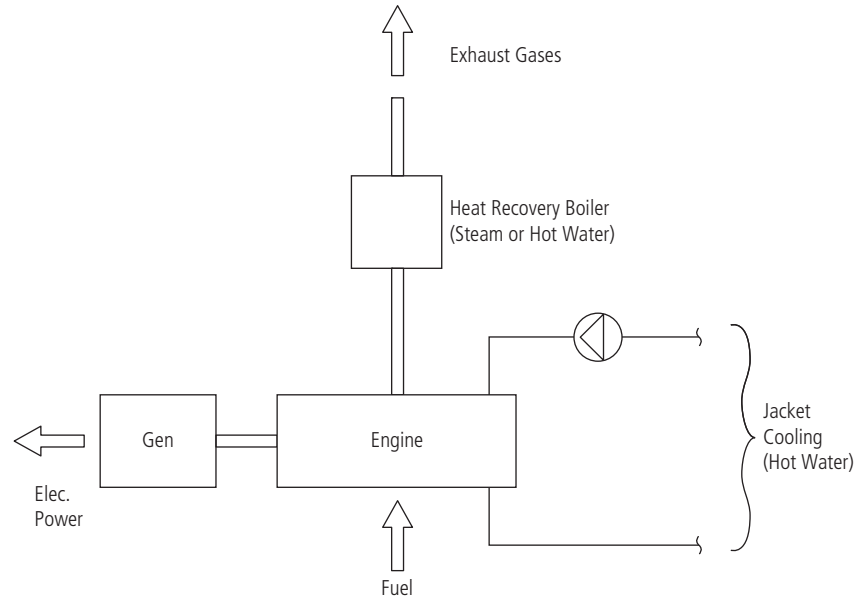 Exhaust Gases
Heat Recovery Boiler
(Steam or Hot Water)
Gen
Engine
Jacket
Cooling
(Hot Water)
Elec.
Power
Fuel